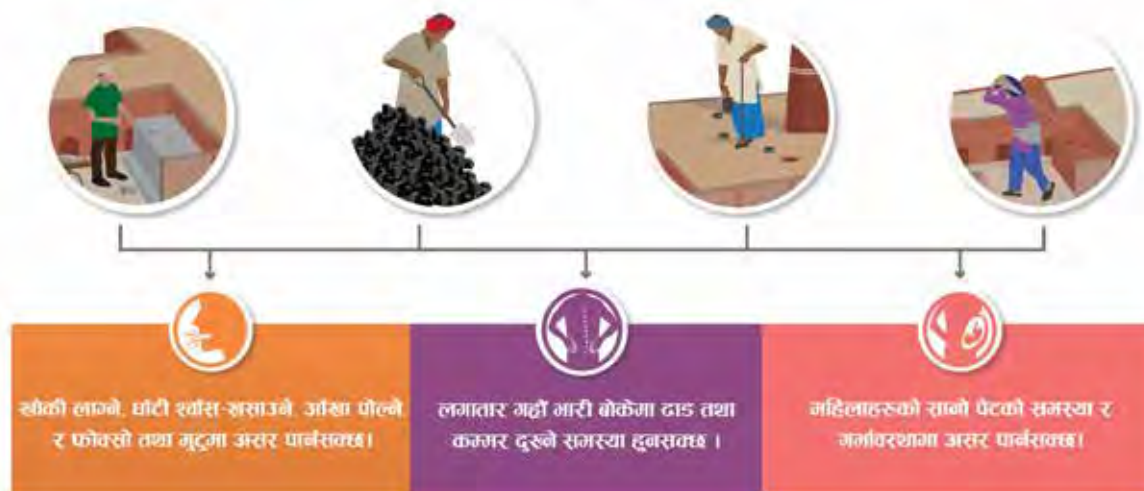 खोकी लाग्ने, घाँटी श्वाँस-खसाउने, आँखा पोल्ने
र फोक्सो तथा मुटुमा असर पार्नसक्छ।
लगातार गह्रौं भारी बोकेमा ढाड तथा
कम्मर दुख्ने समस्या हुनसक्छ ।
महिलाहरुको सानो पेटको समस्या र
गर्भावस्थामा असर पार्नसक्छ।